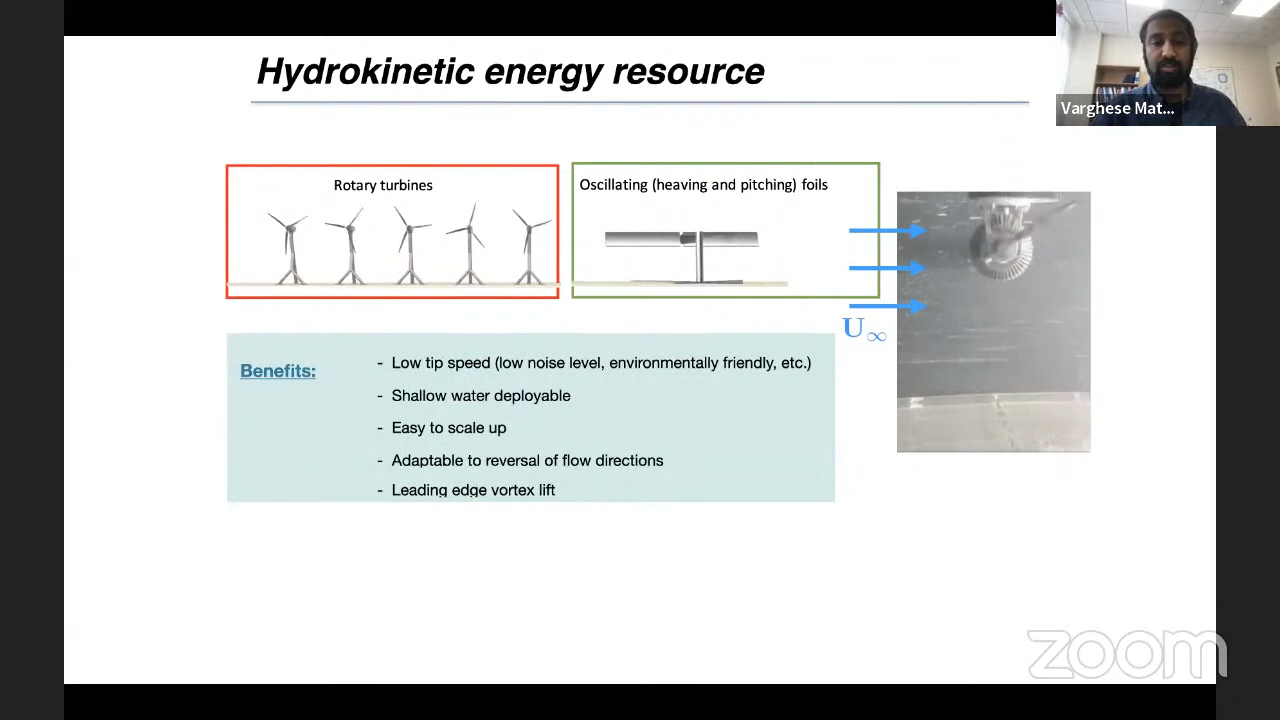 Hydrokinetic energy resource
Varghese Mat...
Rotary turbines
Oscillating (heaving and pitching) foils
U∞
Benefits:
- Low tip speed (low noise level, environmentally friendly, etc.)
- Shallow water deployable
- Easy to scale up
- Adaptable to reversal of flow directions
- Leading edge vortex lift
zoom